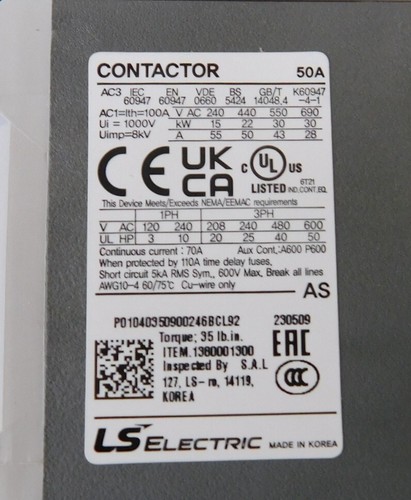 CONTACTOR 50A
AC3 IEC EN VDE BS GB/T K60947
60947 60947 0660 5424 14048.4 -4-1
AC1=Ith=100A V AC 240 440 550 690
Ui = 1000V kW 15 22 30 30
Uimp=8kV A 55 50 43 28
CE UK CA C UL US
LISTED 6T21 IND.CONT.EQ.
This Device Meets/Exceeds NEMA/EEMAC requirements
1PH 3PH
V AC 120 240 208 240 480 600
UL HP 3 10 20 25 40 50
Continuous current : 70A Aux Cont.:A600 P600
When protected by 110A time delay fuses,
Short circuit 5kA RMS Sym., 600V Max, Break all lines
AWG10-4 60/75°C Cu-wire only
AS
P01040350900246BCL92 230509
Torque; 35 lb.in.
ITEM.1380001300
Inspected By S.A.L
127, LS-ro, 14119,
KOREA
EAC
CCC
LS ELECTRIC MADE IN KOREA